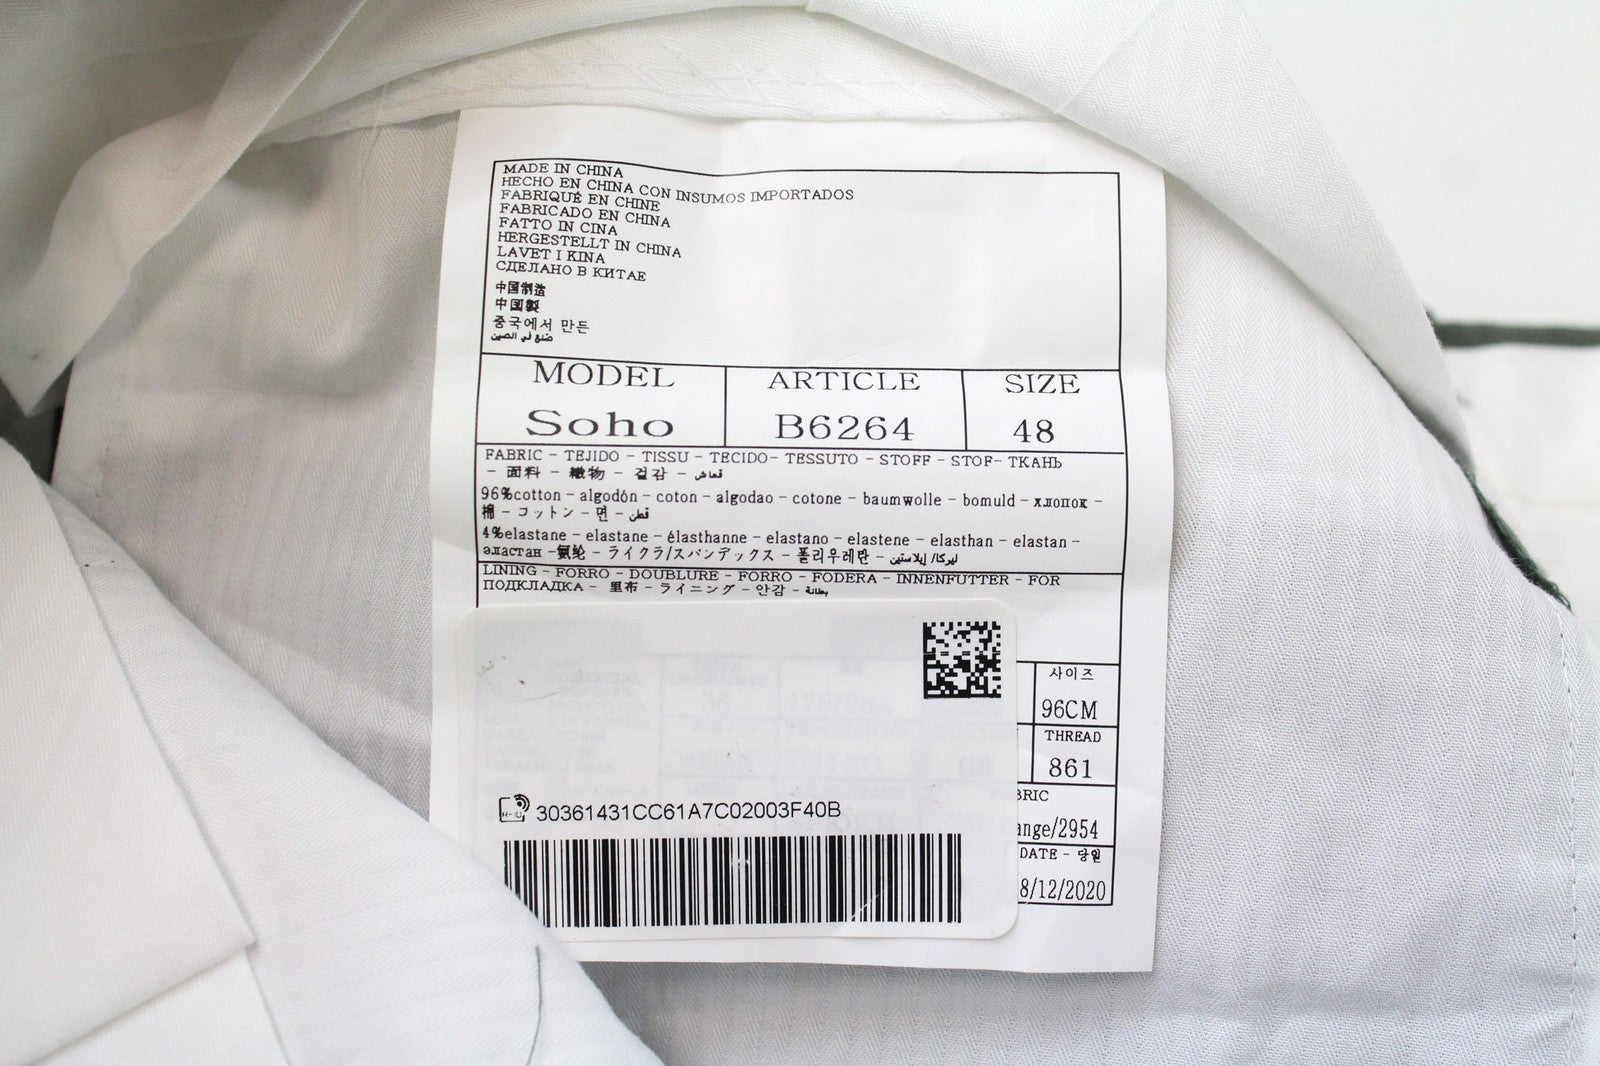 MADE IN CHINA
HECHO EN CHINA CON INSUMOS IMPORTADOS
FABRIQUÉ EN CHINE
FABRICADO EN CHINA
FATTO IN CINA
HERGESTELLT IN CHINA
LAVET I KINA
СДЕЛАНО В КИТАЕ
中国制造
中国製
중국에서 만든
صنع في الصين
MODEL ARTICLE SIZE
Soho B6264 48
FABRIC - TEJIDO - TISSU - TECIDO- TESSUTO - STOFF - STOF- ТКАНЬ
- 面料 - 織物 - 겉감 - قماش
96%cotton - algodón - coton - algodao - cotone - baumwolle - bomuld - хлопок -
棉 - コットン - 면 - قطن
4%elastane - elastane - élasthanne - elastano - elastene - elasthan - elastan -
эластан -氨纶 - ライクラ/スパンデックス - 폴리우레탄 - ليركا/ إيلاستين
LINING - FORRO - DOUBLURE - FORRO - FODERA - INNENFUTTER - FOR
ПОДКЛАДКА - 里布 - ライニング - 안감 - بطانة
사이즈
96CM
THREAD
861
BRIC
ange/2954
DATE - 당일
8/12/2020
30361431CC61A7C02003F40B